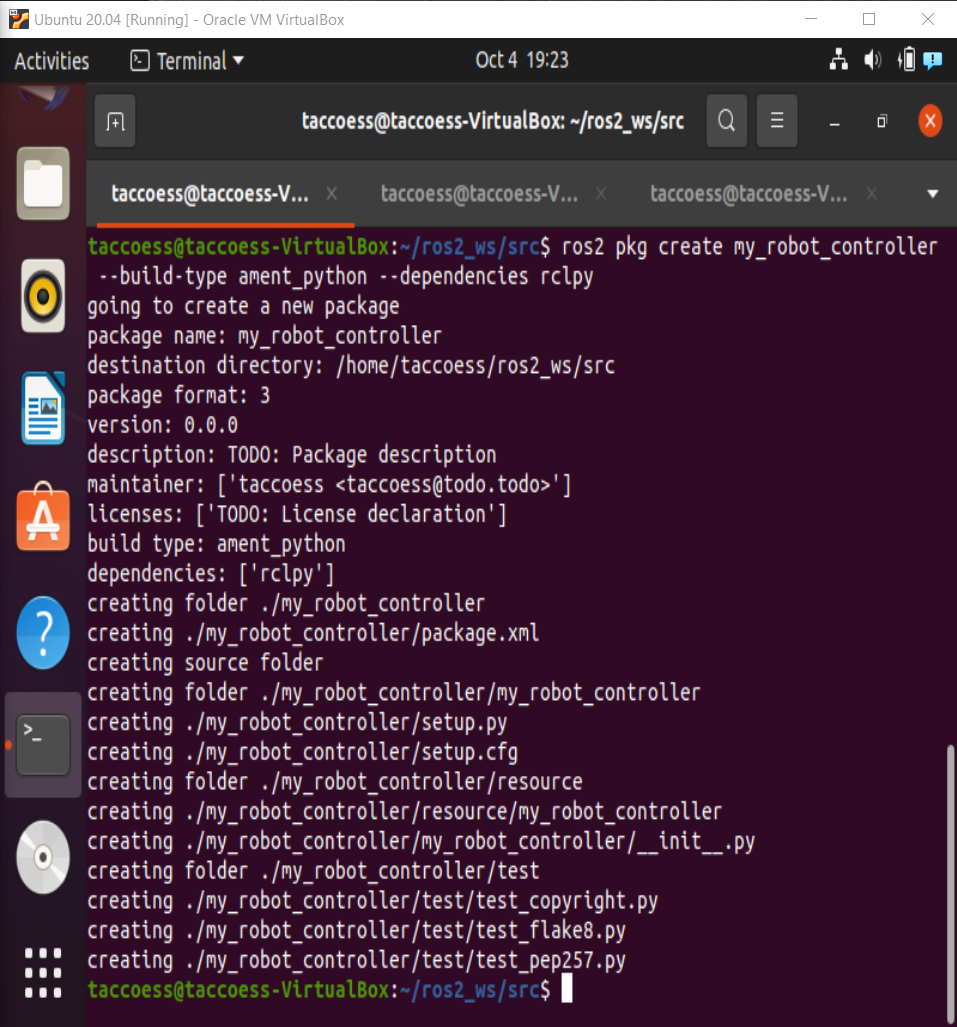 Ubuntu 20.04 [Running] - Oracle VM VirtualBox
Activities Terminal Oct 4 19:23
taccoess@taccoess-VirtualBox: ~/ros2_ws/src
taccoess@taccoess-V... taccoess@taccoess-V... taccoess@taccoess-V...
taccoess@taccoess-VirtualBox:~/ros2_ws/src$ ros2 pkg create my_robot_controller
--build-type ament_python --dependencies rclpy
going to create a new package
package name: my_robot_controller
destination directory: /home/taccoess/ros2_ws/src
package format: 3
version: 0.0.0
description: TODO: Package description
maintainer: ['taccoess <taccoess@todo.todo>']
licenses: ['TODO: License declaration']
build type: ament_python
dependencies: ['rclpy']
creating folder ./my_robot_controller
creating ./my_robot_controller/package.xml
creating source folder
creating folder ./my_robot_controller/my_robot_controller
creating ./my_robot_controller/setup.py
creating ./my_robot_controller/setup.cfg
creating folder ./my_robot_controller/resource
creating ./my_robot_controller/resource/my_robot_controller
creating ./my_robot_controller/my_robot_controller/__init__.py
creating folder ./my_robot_controller/test
creating ./my_robot_controller/test/test_copyright.py
creating ./my_robot_controller/test/test_flake8.py
creating ./my_robot_controller/test/test_pep257.py
taccoess@taccoess-VirtualBox:~/ros2_ws/src$